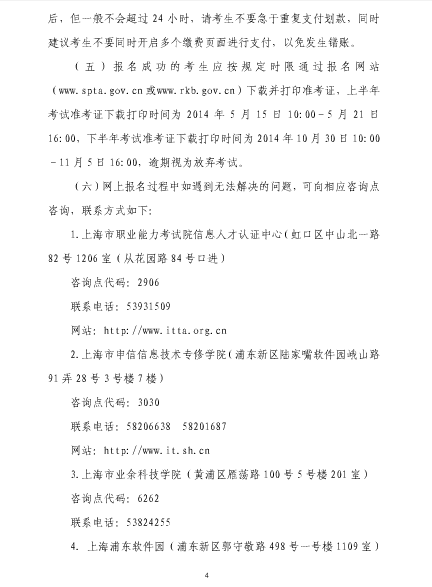 后，但一般不会超过 24 小时，请考生不要急于重复支付划款，同时
建议考生不要同时开启多个缴费页面进行支付，以免发生错账。
（五）报名成功的考生应按规定时限通过报名网站
（www.spta.gov.cn 或www.rkb.gov.cn）下载并打印准考证，上半年
考试准考证下载打印时间为 2014 年 5 月 15 日 10:00－5 月 21 日
16:00，下半年考试准考证下载打印时间为 2014 年 10 月 30 日 10:00
－11 月 5 日 16:00，逾期视为放弃考试。
（六）网上报名过程中如遇到无法解决的问题，可向相应咨询点
咨询，联系方式如下：
1.上海市职业能力考试院信息人才认证中心（虹口区中山北一路
82 号 1206 室（从花园路 84 号口进）
咨询点代码：2906
联系电话：53931509
网站：http://www.itta.org.cn
2.上海市申信信息技术专修学院（浦东新区陆家嘴软件园峨山路
91 弄 28 号 3 号楼 7 楼）
咨询点代码：3030
联系电话：58206638 58201687
网站：http://www.it.sh.cn
3.上海市业余科技学院（黄浦区雁荡路 100 号 5 号楼 201 室）
咨询点代码：6262
联系电话：53824255
4. 上海浦东软件园（浦东新区郭守敬路 498 号一号楼 1109 室）
4